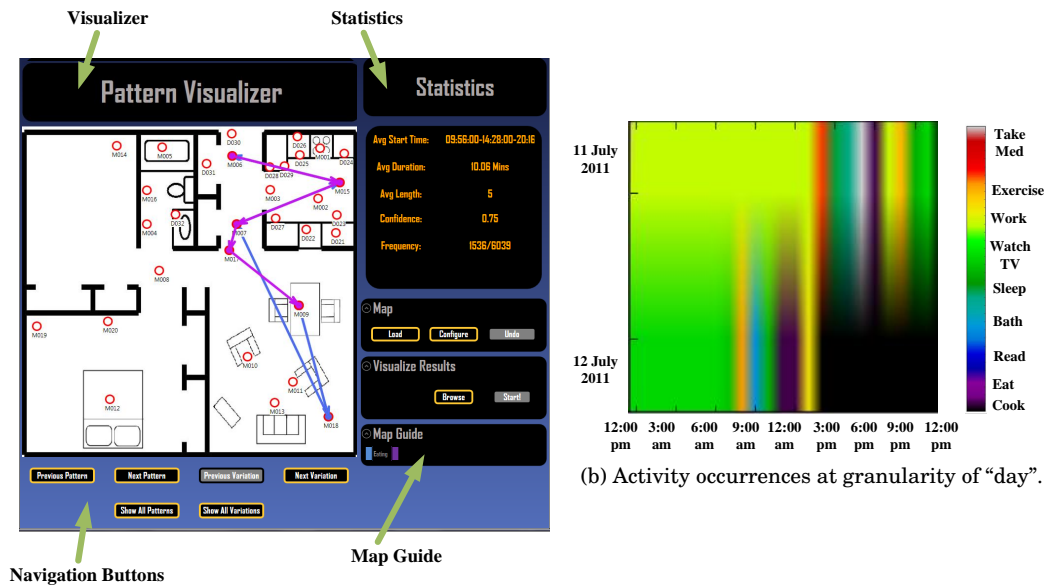 Visualizer
Statistics
Pattern Visualizer
Statistics
Avg Start Time: 09:56:00-14:28:00-20:16
Avg Duration: 10.06 Mins
Avg Length: 5
Confidence: 0.75
Frequency: 1536/6039
M014
M005
D031
D030
M006
D026
M001
D025
D024
D028
D029
M015
M016
M003
M002
D032
M004
M007
D027
D023
D022
D021
M017
M008
M009
M019
M020
M010
M011
M012
M013
M018
Map
Load
Configure
Undo
Visualize Results
Browse
Start!
Map Guide
Eating
Previous Pattern
Next Pattern
Previous Variation
Next Variation
Show All Patterns
Show All Variations
Navigation Buttons
Map Guide
11 July
2011
12 July
2011
12:00 3:00 6:00 9:00 12:00 3:00 6:00 9:00 12:00
pm am am am am pm pm pm pm
Take
Med
Exercise
Work
Watch
TV
Sleep
Bath
Read
Eat
Cook
(b) Activity occurrences at granularity of “day”.